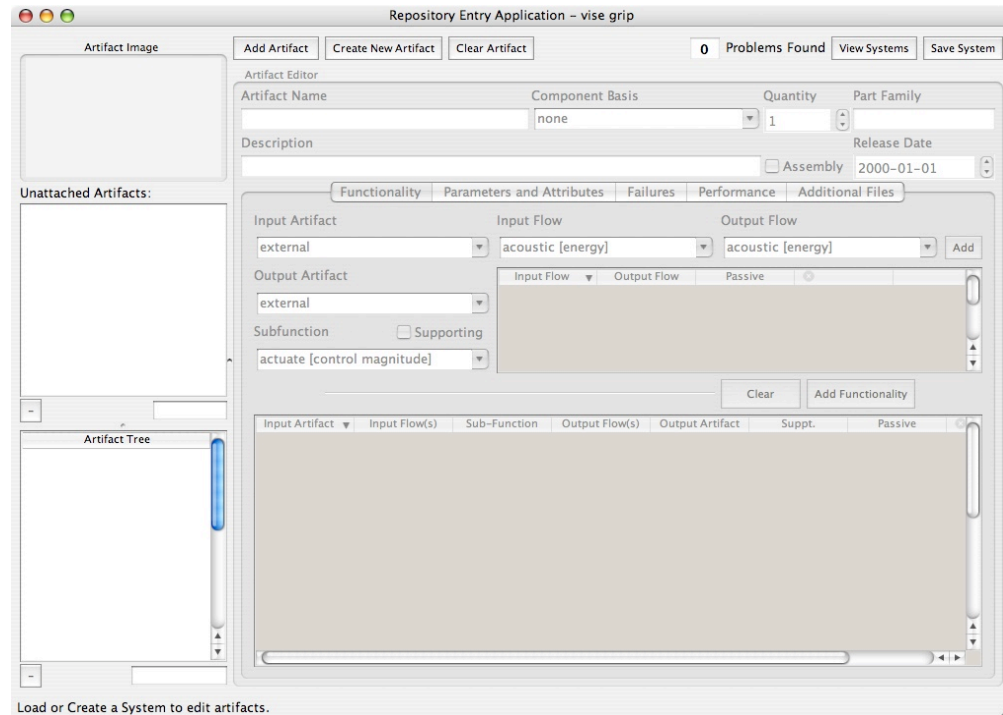 Repository Entry Application – vise grip
Artifact Image
Add Artifact Create New Artifact Clear Artifact 0 Problems Found View Systems Save System
Artifact Editor
Artifact Name Component Basis Quantity Part Family
none 1
Description Release Date
Assembly 2000-01-01
Unattached Artifacts:
Functionality Parameters and Attributes Failures Performance Additional Files
Input Artifact Input Flow Output Flow
external acoustic [energy] acoustic [energy] Add
Output Artifact Input Flow Output Flow Passive
external
Subfunction Supporting
actuate [control magnitude]
Clear Add Functionality
-
Input Artifact Input Flow(s) Sub-Function Output Flow(s) Output Artifact Suppt. Passive
Artifact Tree
-
Load or Create a System to edit artifacts.